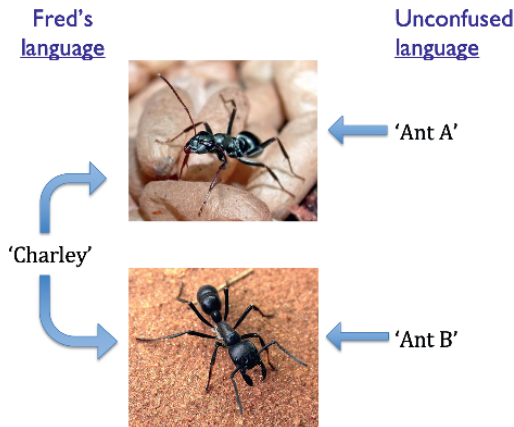 Fred's
language
Unconfused
language
'Ant A'
'Charley'
'Ant B'